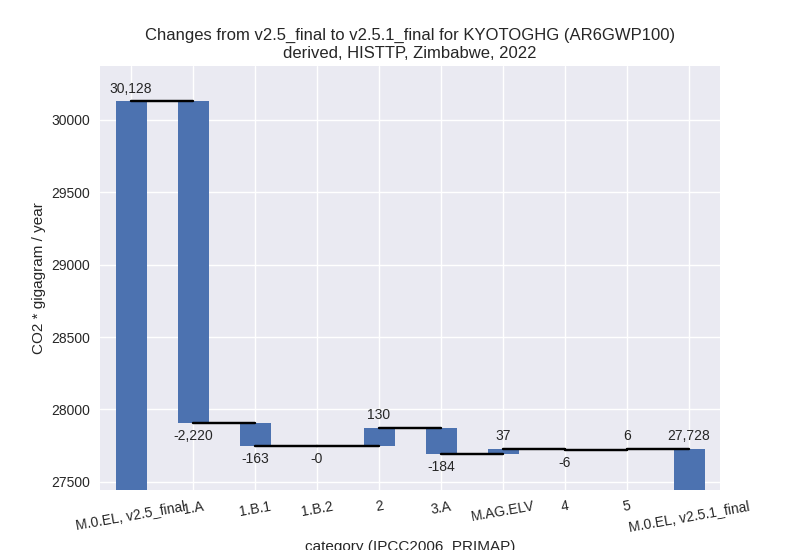 Changes from v2.5_final to v2.5.1_final for KYOTOGHG (AR6GWP100)
derived, HISTTP, Zimbabwe, 2022
CO2 * gigagram / year
30000
29500
29000
28500
28000
27500
30,128
-2,220
-163
-0
130
-184
37
-6
6
27,728
M.0.EL, v2.5_final
1.A
1.B.1
1.B.2
2
3.A
M.AG.ELV
4
5
M.0.EL, v2.5.1_final
category (IPCC2006_PRIMAP)